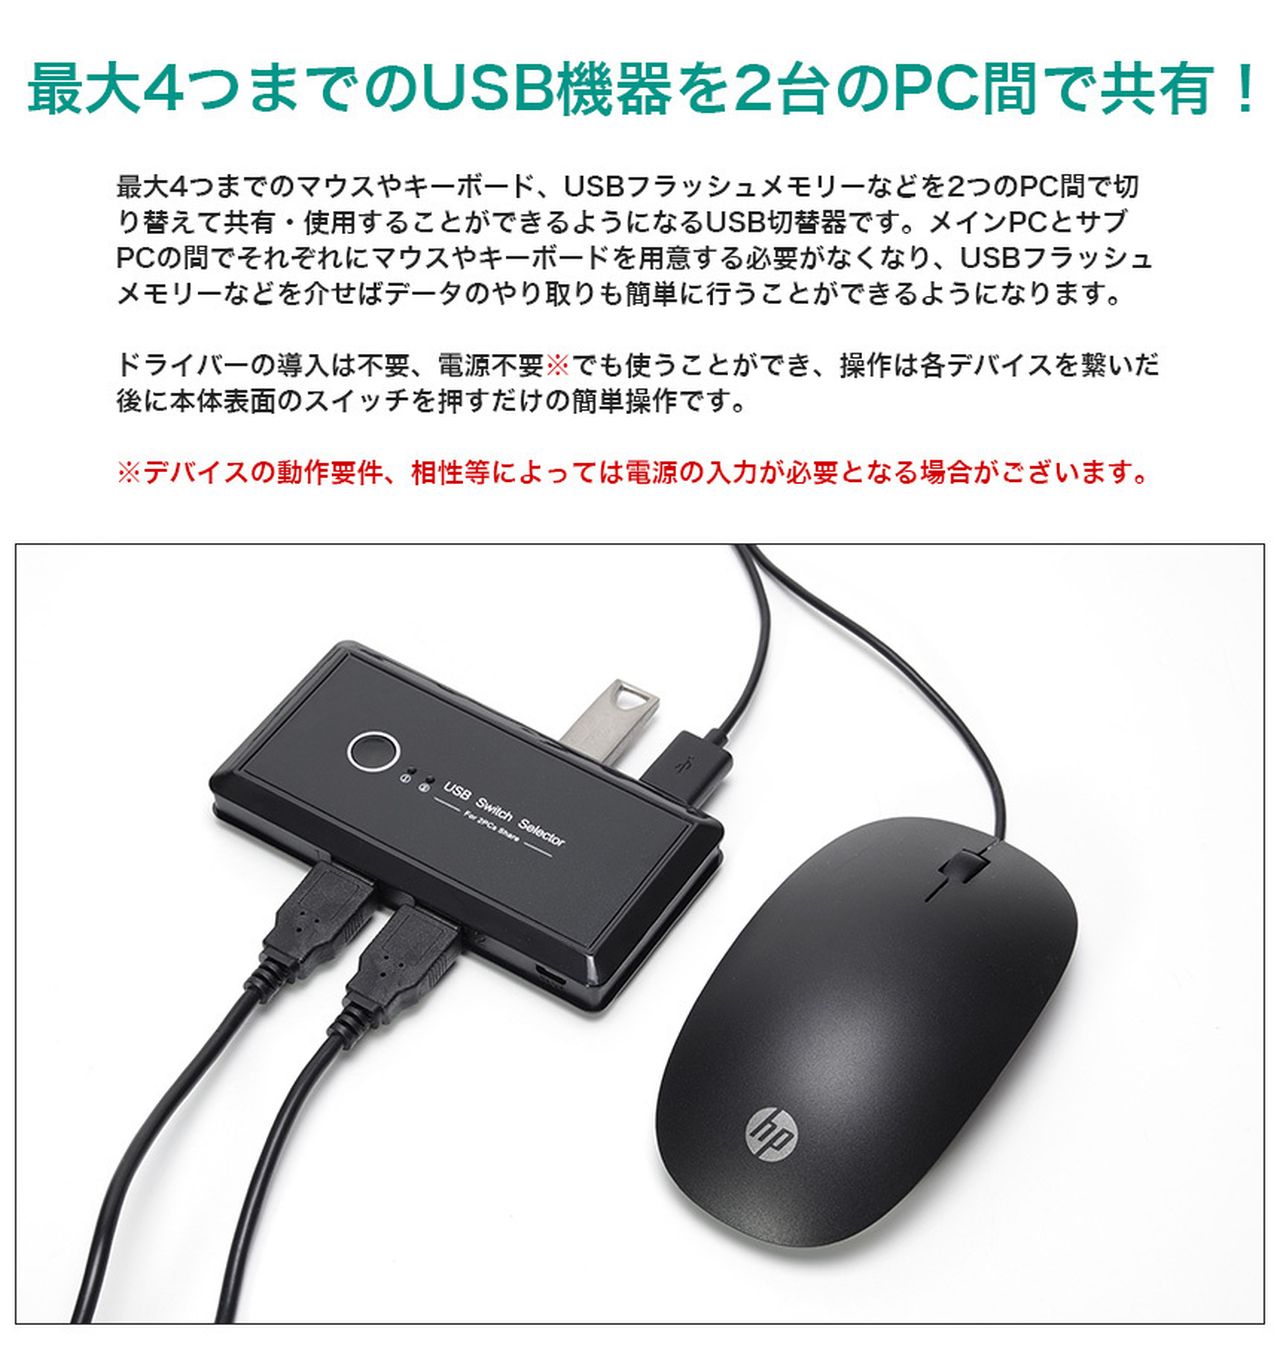 最大4つまでのUSB機器を2台のPC間で共有！
最大4つまでのマウスやキーボード、USBフラッシュメモリーなどを2つのPC間で切
り替えて共有・使用することができるようになるUSB切替器です。メインPCとサブ
PCの間でそれぞれにマウスやキーボードを用意する必要がなくなり、USBフラッシュ
メモリーなどを介せばデータのやり取りも簡単に行うことができるようになります。
ドライバーの導入は不要、電源不要※でも使うことができ、操作は各デバイスを繋いだ
後に本体表面のスイッチを押すだけの簡単操作です。
※デバイスの動作要件、相性等によっては電源の入力が必要となる場合がございます。
① ②
USB Switch Selector
For 2PCs Share
hp